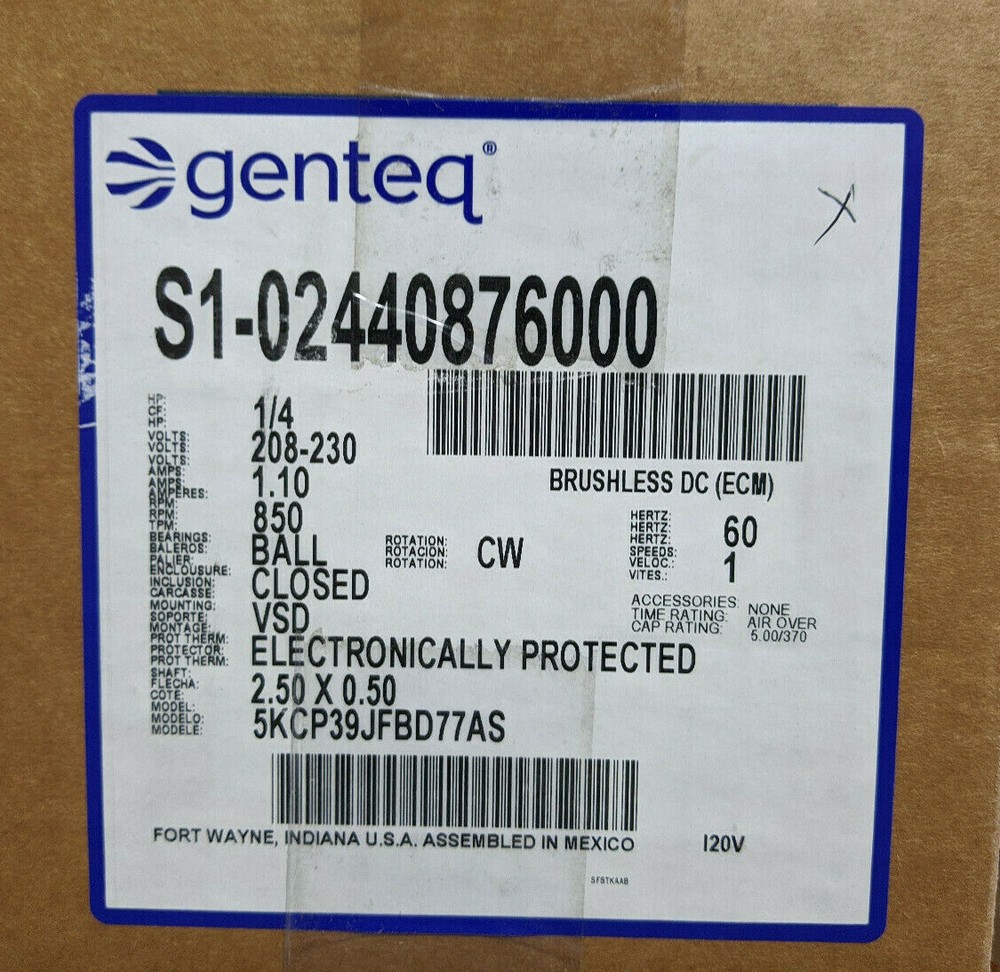 genteq®
S1-02440876000
HP:
CF:
HP:
1/4
VOLTS:
VOLTS:
VOLTS:
208-230
AMPS:
AMPS:
AMPERES:
1.10
BRUSHLESS DC (ECM)
RPM:
RPM:
TPM:
850
HERTZ:
HERTZ:
HERTZ:
60
BEARINGS:
BALEROS:
PALIER:
BALL
ROTATION:
ROTACION:
ROTATION:
CW
SPEEDS:
VELOC.:
VITES.:
1
ENCLOUSURE:
INCLUSION:
CARCASSE:
CLOSED
ACCESSORIES: NONE
TIME RATING: AIR OVER
CAP RATING: 5.00/370
MOUNTING:
SOPORTE:
MONTAGE:
VSD
PROT THERM:
PROTECTOR:
PROT THERM:
ELECTRONICALLY PROTECTED
SHAFT:
FLECHA:
COTE:
2.50 X 0.50
MODEL:
MODELO:
MODELE:
5KCP39JFBD77AS
FORT WAYNE, INDIANA U.S.A. ASSEMBLED IN MEXICO I20V
SFSTKAAB